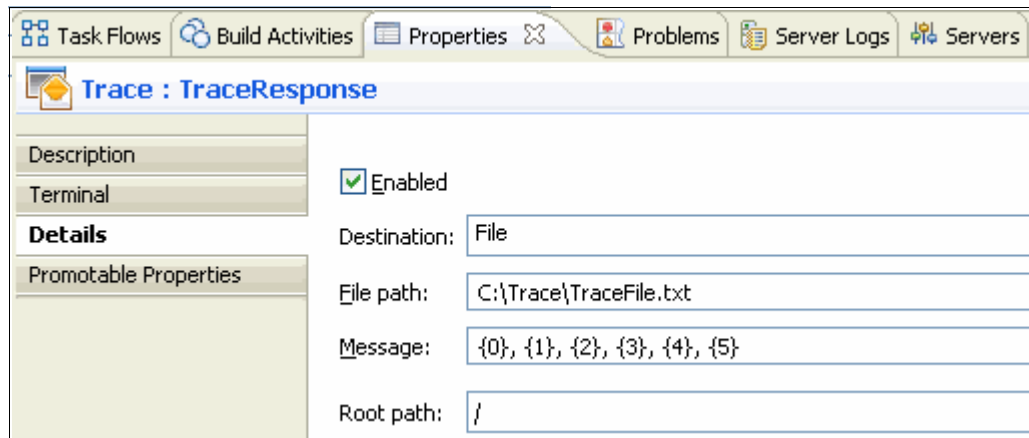 Task Flows Build Activities Properties Problems Server Logs Servers
Trace : TraceResponse
Description
Enabled
Terminal
Details
Destination: File
Promotable Properties
File path: C:\Trace\TraceFile.txt
Message: {0}, {1}, {2}, {3}, {4}, {5}
Root path: /